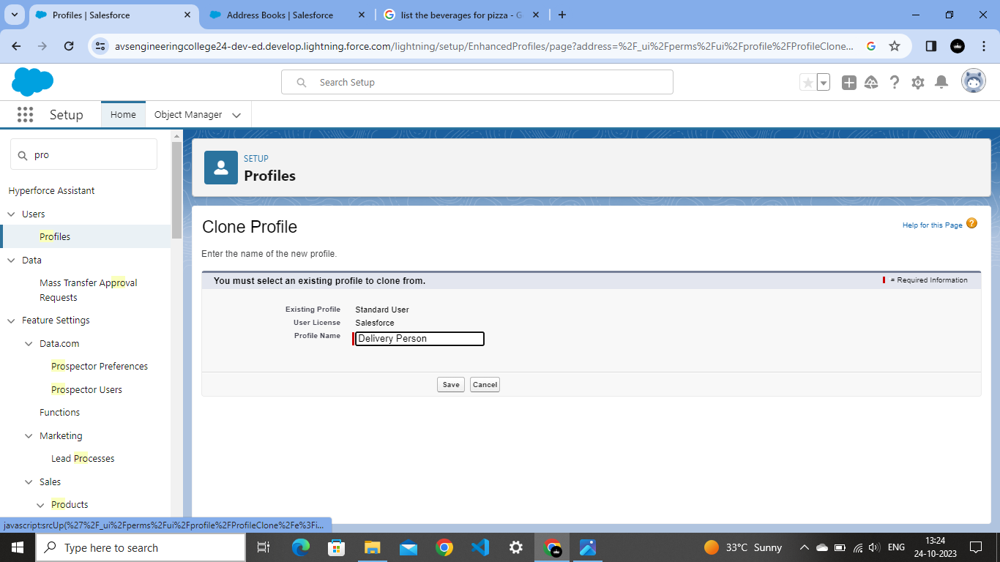 Profiles | Salesforce
Address Books | Salesforce
list the beverages for pizza - G
avsengineeringcollege24-dev-ed.develop.lightning.force.com/lightning/setup/EnhancedProfiles/page?address=%2F_ui%2Fperms%2Fui%2Fprofile%2FProfileClone...
Search Setup
Setup
Home
Object Manager
pro
Hyperforce Assistant
Users
Profiles
Data
Mass Transfer Approval
Requests
Feature Settings
Data.com
Prospector Preferences
Prospector Users
Functions
Marketing
Lead Processes
Sales
Products
SETUP
Profiles
Clone Profile
Help for this Page
Enter the name of the new profile.
You must select an existing profile to clone from.
= Required Information
Existing Profile Standard User
User License Salesforce
Profile Name Delivery Person
Save Cancel
javascript:srcUp(%27%2F_ui%2Fperms%2Fui%2Fprofile%2FProfileClone%2Fe%3Fi...
Type here to search
33°C Sunny
ENG
13:24
24-10-2023